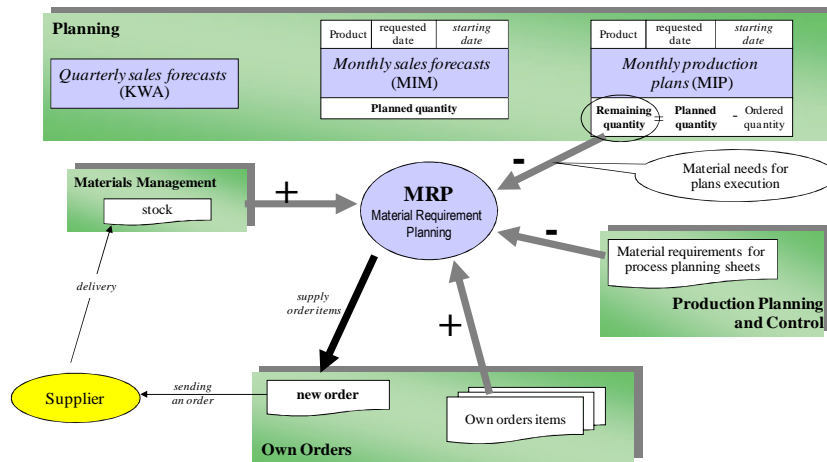 Planning
Product
requested
date
starting
date
Product
requested
date
starting
date
Quarterly sales forecasts
(KWA)
Monthly sales forecasts
(MIM)
Monthly production
plans (MIP)
Planned quantity
Remaining
quantity
=
Planned
quantity
-
Ordered
quantity
-
Material needs for
plans execution
Materials Management
stock
+
MRP
Material Requirement
Planning
-
Material requirements for
process planning sheets
Production Planning
and Control
delivery
supply
order items
+
Supplier
sending
an order
new order
Own orders items
Own Orders